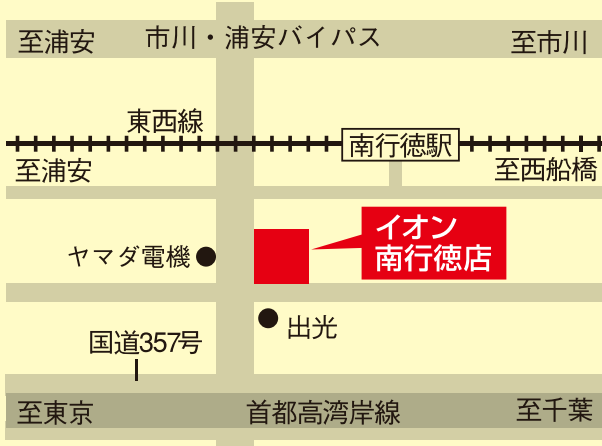 至浦安
市川・浦安バイパス
至市川
東西線
南行徳駅
至浦安
至西船橋
イオン
南行徳店
ヤマダ電機
出光
国道357号
至東京
首都高湾岸線
至千葉